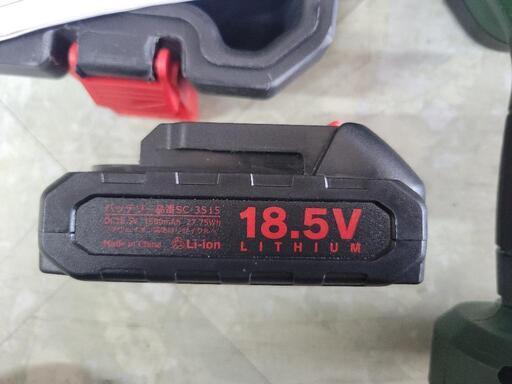 バッテリー品番SC-3515
DC18.5V 1500mAh 27.75Wh
Made in China Li-ion
18.5V
LITHIUM